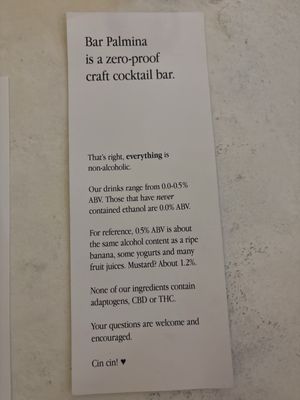 Bar Palmina
is a zero-proof
craft cocktail bar.
That's right, everything is
non-alcoholic.
Our drinks range from 0.0-0.5%
ABV. Those that have never
contained ethanol are 0.0% ABV.
For reference, 0.5% ABV is about
the same alcohol content as a ripe
banana, some yogurts and many
fruit juices. Mustard? About 1.2%.
None of our ingredients contain
adaptogens, CBD or THC.
Your questions are welcome and
encouraged.
Cin cin! ♥